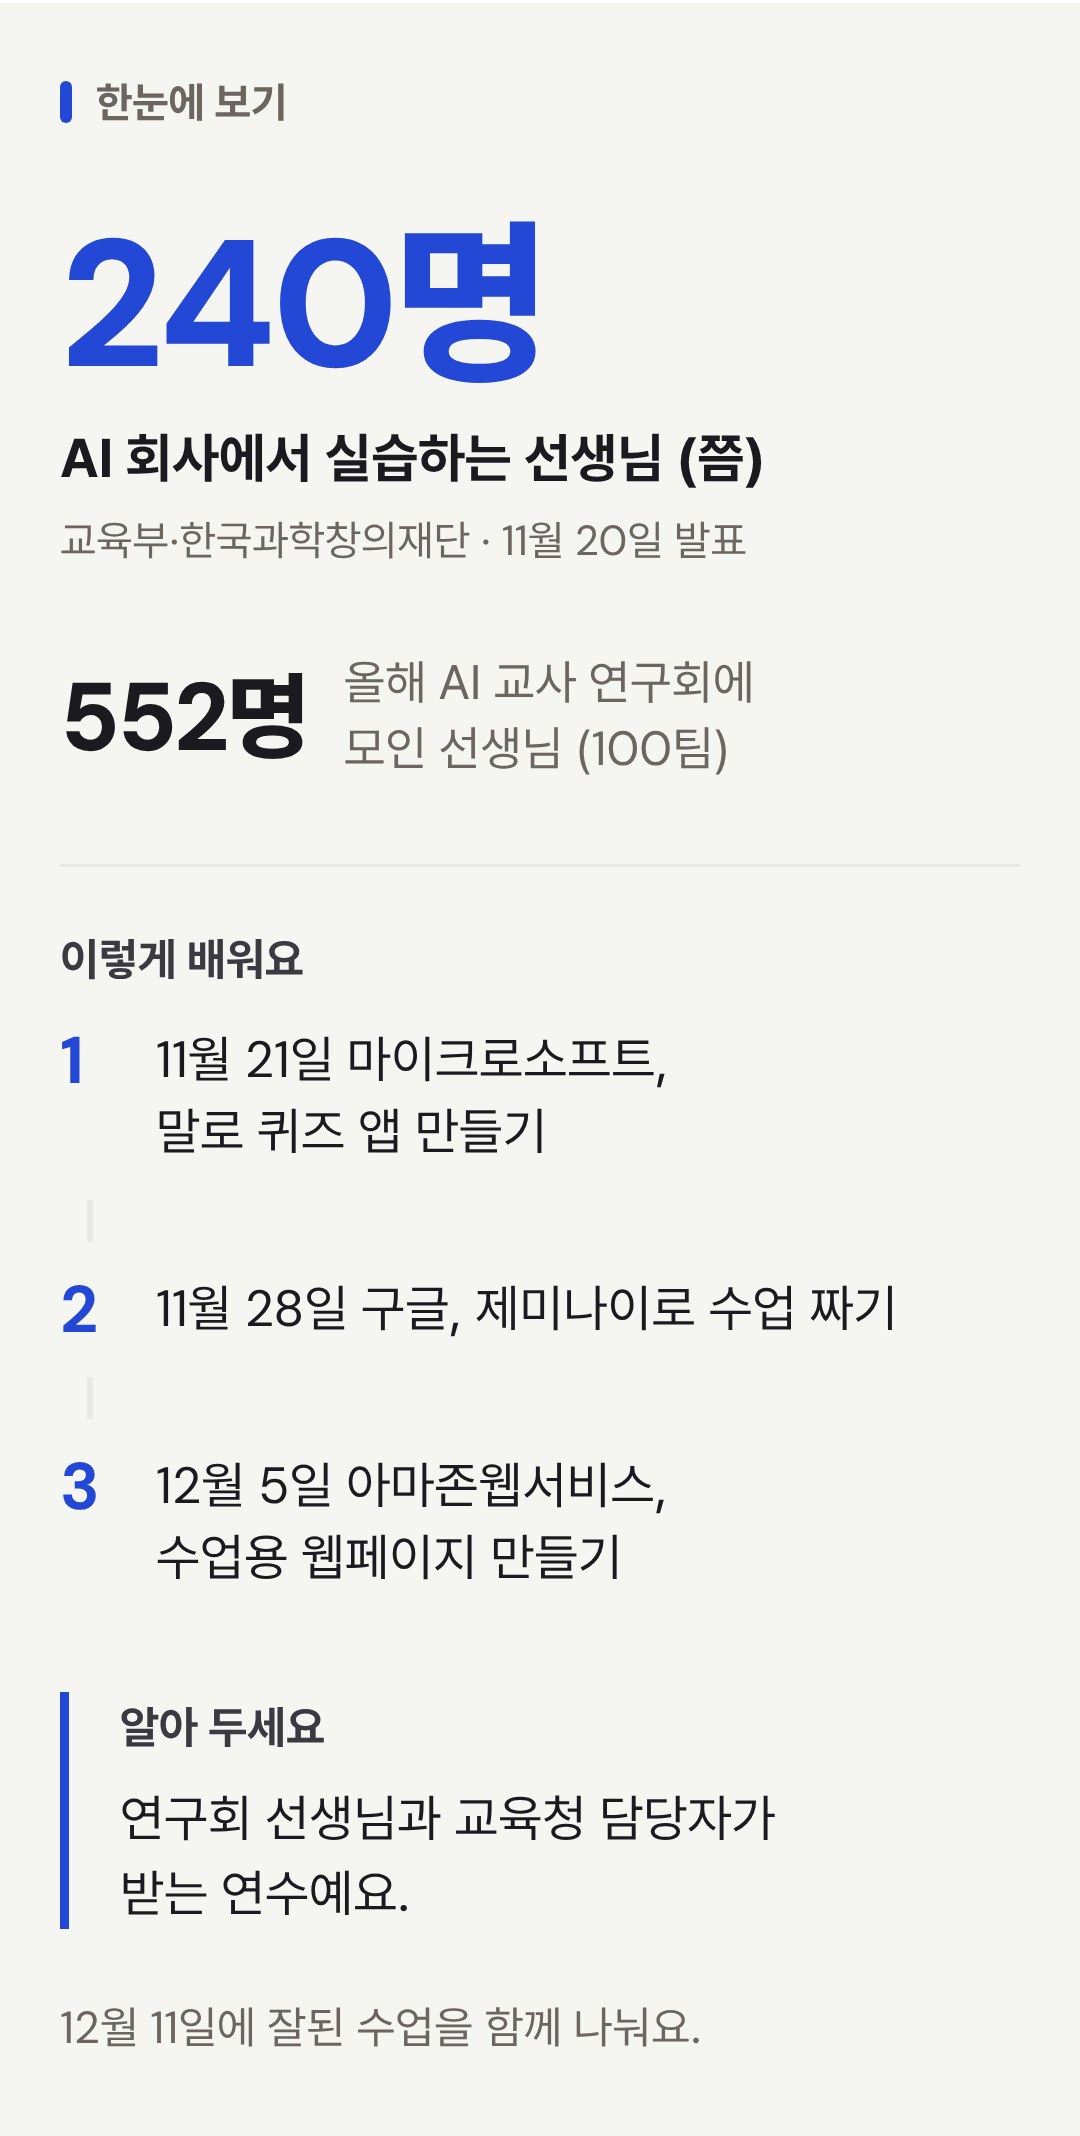 한눈에 보기
240명
AI 회사에서 실습하는 선생님 (쯤)
교육부·한국과학창의재단 · 11월 20일 발표
552명
올해 AI 교사 연구회에
모인 선생님 (100팀)
이렇게 배워요
1
11월 21일 마이크로소프트,
말로 퀴즈 앱 만들기
2
11월 28일 구글, 제미나이로 수업 짜기
3
12월 5일 아마존웹서비스,
수업용 웹페이지 만들기
알아 두세요
연구회 선생님과 교육청 담당자가
받는 연수예요.
12월 11일에 잘된 수업을 함께 나눠요.